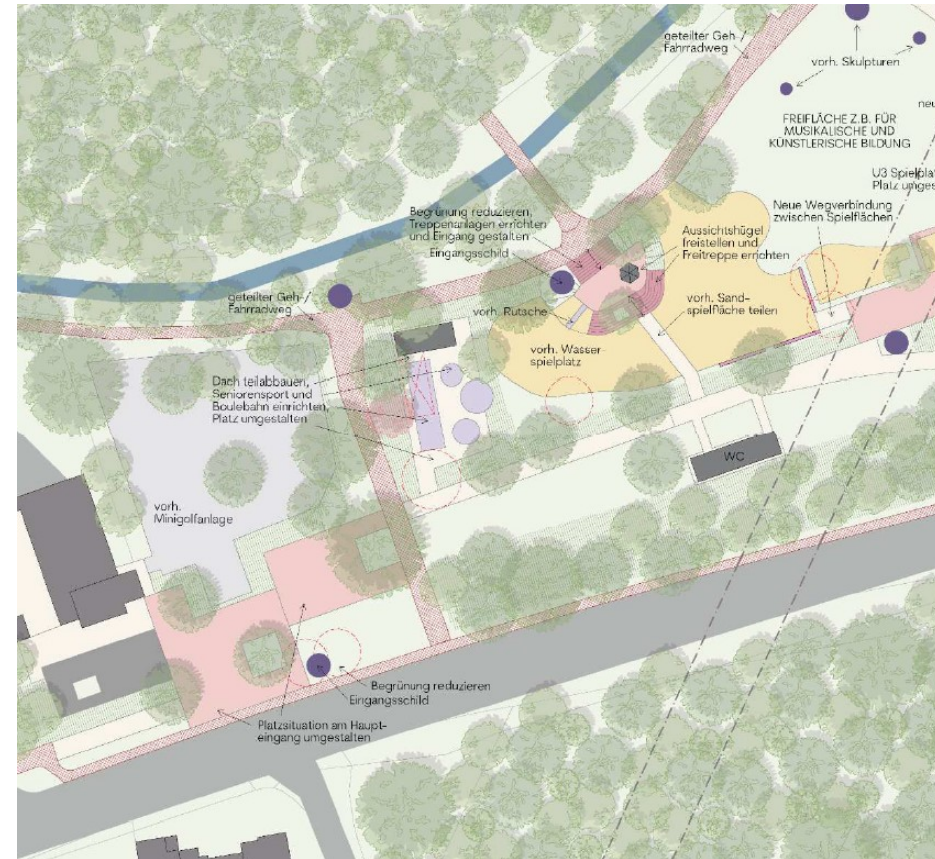 geteilter Geh-/
Fahrradweg
vorh. Skulpturen
FREIFLÄCHE Z.B. FÜR
MUSIKALISCHE UND
KÜNSTLERISCHE BILDUNG
neu
U3 Spielplat
Platz umges
Neue Wegverbindung
zwischen Spielflächen
Begrünung reduzieren,
Treppenanlagen errichten
und Eingang gestalten
Eingangsschild
Aussichtshügel
freistellen und
Freitreppe errichten
geteilter Geh-/
Fahrradweg
vorh. Rutsche
vorh. Sand-
spielfläche teilen
vorh. Wasser-
spielplatz
Dach teilabbauen,
Seniorensport und
Boulebahn einrichten,
Platz umgestalten
WC
vorh.
Minigolfanlage
Begrünung reduzieren
Eingangsschild
Platzsituation am Haupt-
eingang umgestalten